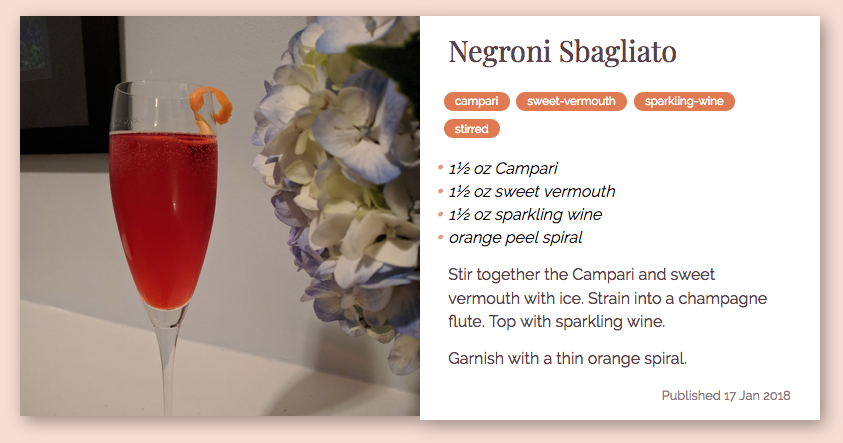 Negroni Sbagliato
campari sweet-vermouth sparkling-wine
stirred
• 1½ oz Campari
• 1½ oz sweet vermouth
• 1½ oz sparkling wine
• orange peel spiral
Stir together the Campari and sweet
vermouth with ice. Strain into a champagne
flute. Top with sparkling wine.
Garnish with a thin orange spiral.
Published 17 Jan 2018